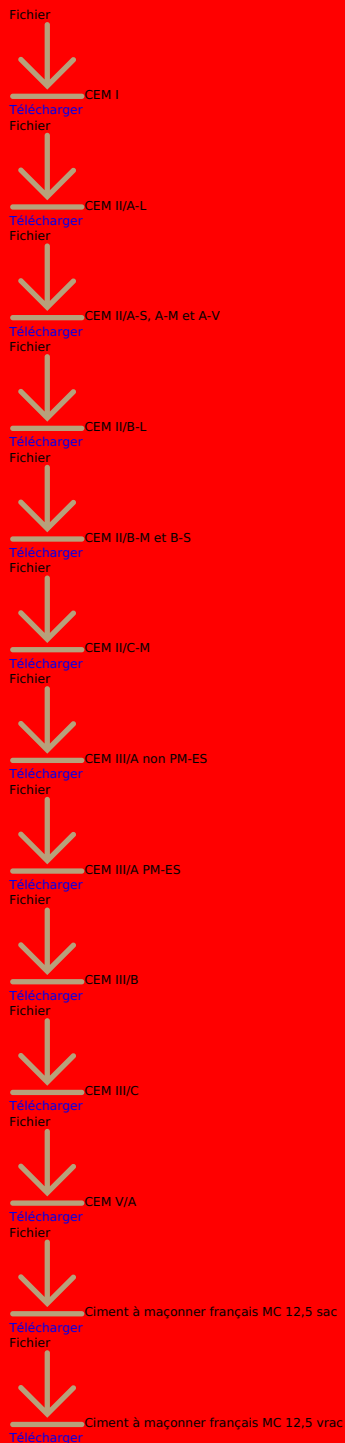 Fichier
CEM I
Télécharger
Fichier
CEM II/A-L
Télécharger
Fichier
CEM II/A-S, A-M et A-V
Télécharger
Fichier
CEM II/B-L
Télécharger
Fichier
CEM II/B-M et B-S
Télécharger
Fichier
CEM II/C-M
Télécharger
Fichier
CEM III/A non PM-ES
Télécharger
Fichier
CEM III/A PM-ES
Télécharger
Fichier
CEM III/B
Télécharger
Fichier
CEM III/C
Télécharger
Fichier
CEM V/A
Télécharger
Fichier
Ciment à maçonner français MC 12,5 sac
Télécharger
Fichier
Ciment à maçonner français MC 12,5 vrac
Télécharger